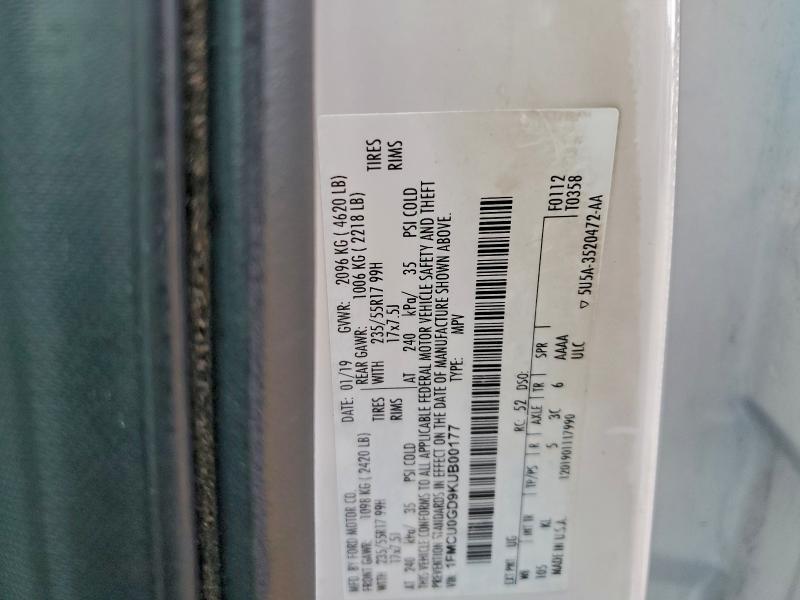 MFD. BY FORD MOTOR CO.
DATE: 01/19 GVWR: 2096 KG ( 4620 LB)
FRONT GAWR: 1098 KG ( 2420 LB) REAR GAWR: 1006 KG ( 2218 LB)
235/55R17 99H TIRES WITH 235/55R17 99H TIRES
17x7.5J RIMS 17x7.5J RIMS
AT 240 kPa/ 35 PSI COLD AT 240 kPa/ 35 PSI COLD
THIS VEHICLE CONFORMS TO ALL APPLICABLE FEDERAL MOTOR VEHICLE SAFETY AND THEFT
PREVENTION STANDARDS IN EFFECT ON THE DATE OF MANUFACTURE SHOWN ABOVE.
VIN: 1FMCU0GD9KUB00177 TYPE: MPV
EXT PNT: UG RC: 52 DSO: F0112
WB INT TR TP/PS R AXLE TR SPR T0358
105 KL 5 3C 6 AAAA
MADE IN U.S.A. 1201901117990 ULC
▽ 5U5A-3520472-AA